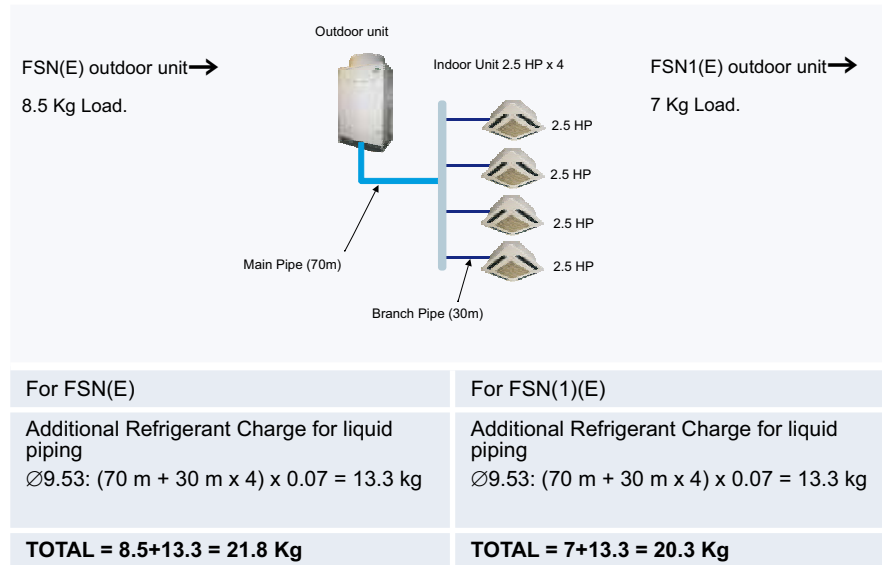 Outdoor unit
FSN(E) outdoor unit→
8.5 Kg Load.
Indoor Unit 2.5 HP x 4
FSN1(E) outdoor unit→
7 Kg Load.
2.5 HP
2.5 HP
2.5 HP
2.5 HP
Main Pipe (70m)
Branch Pipe (30m)
For FSN(E)
Additional Refrigerant Charge for liquid
piping
∅9.53: (70 m + 30 m x 4) x 0.07 = 13.3 kg
TOTAL = 8.5+13.3 = 21.8 Kg
For FSN(1)(E)
Additional Refrigerant Charge for liquid
piping
∅9.53: (70 m + 30 m x 4) x 0.07 = 13.3 kg
TOTAL = 7+13.3 = 20.3 Kg